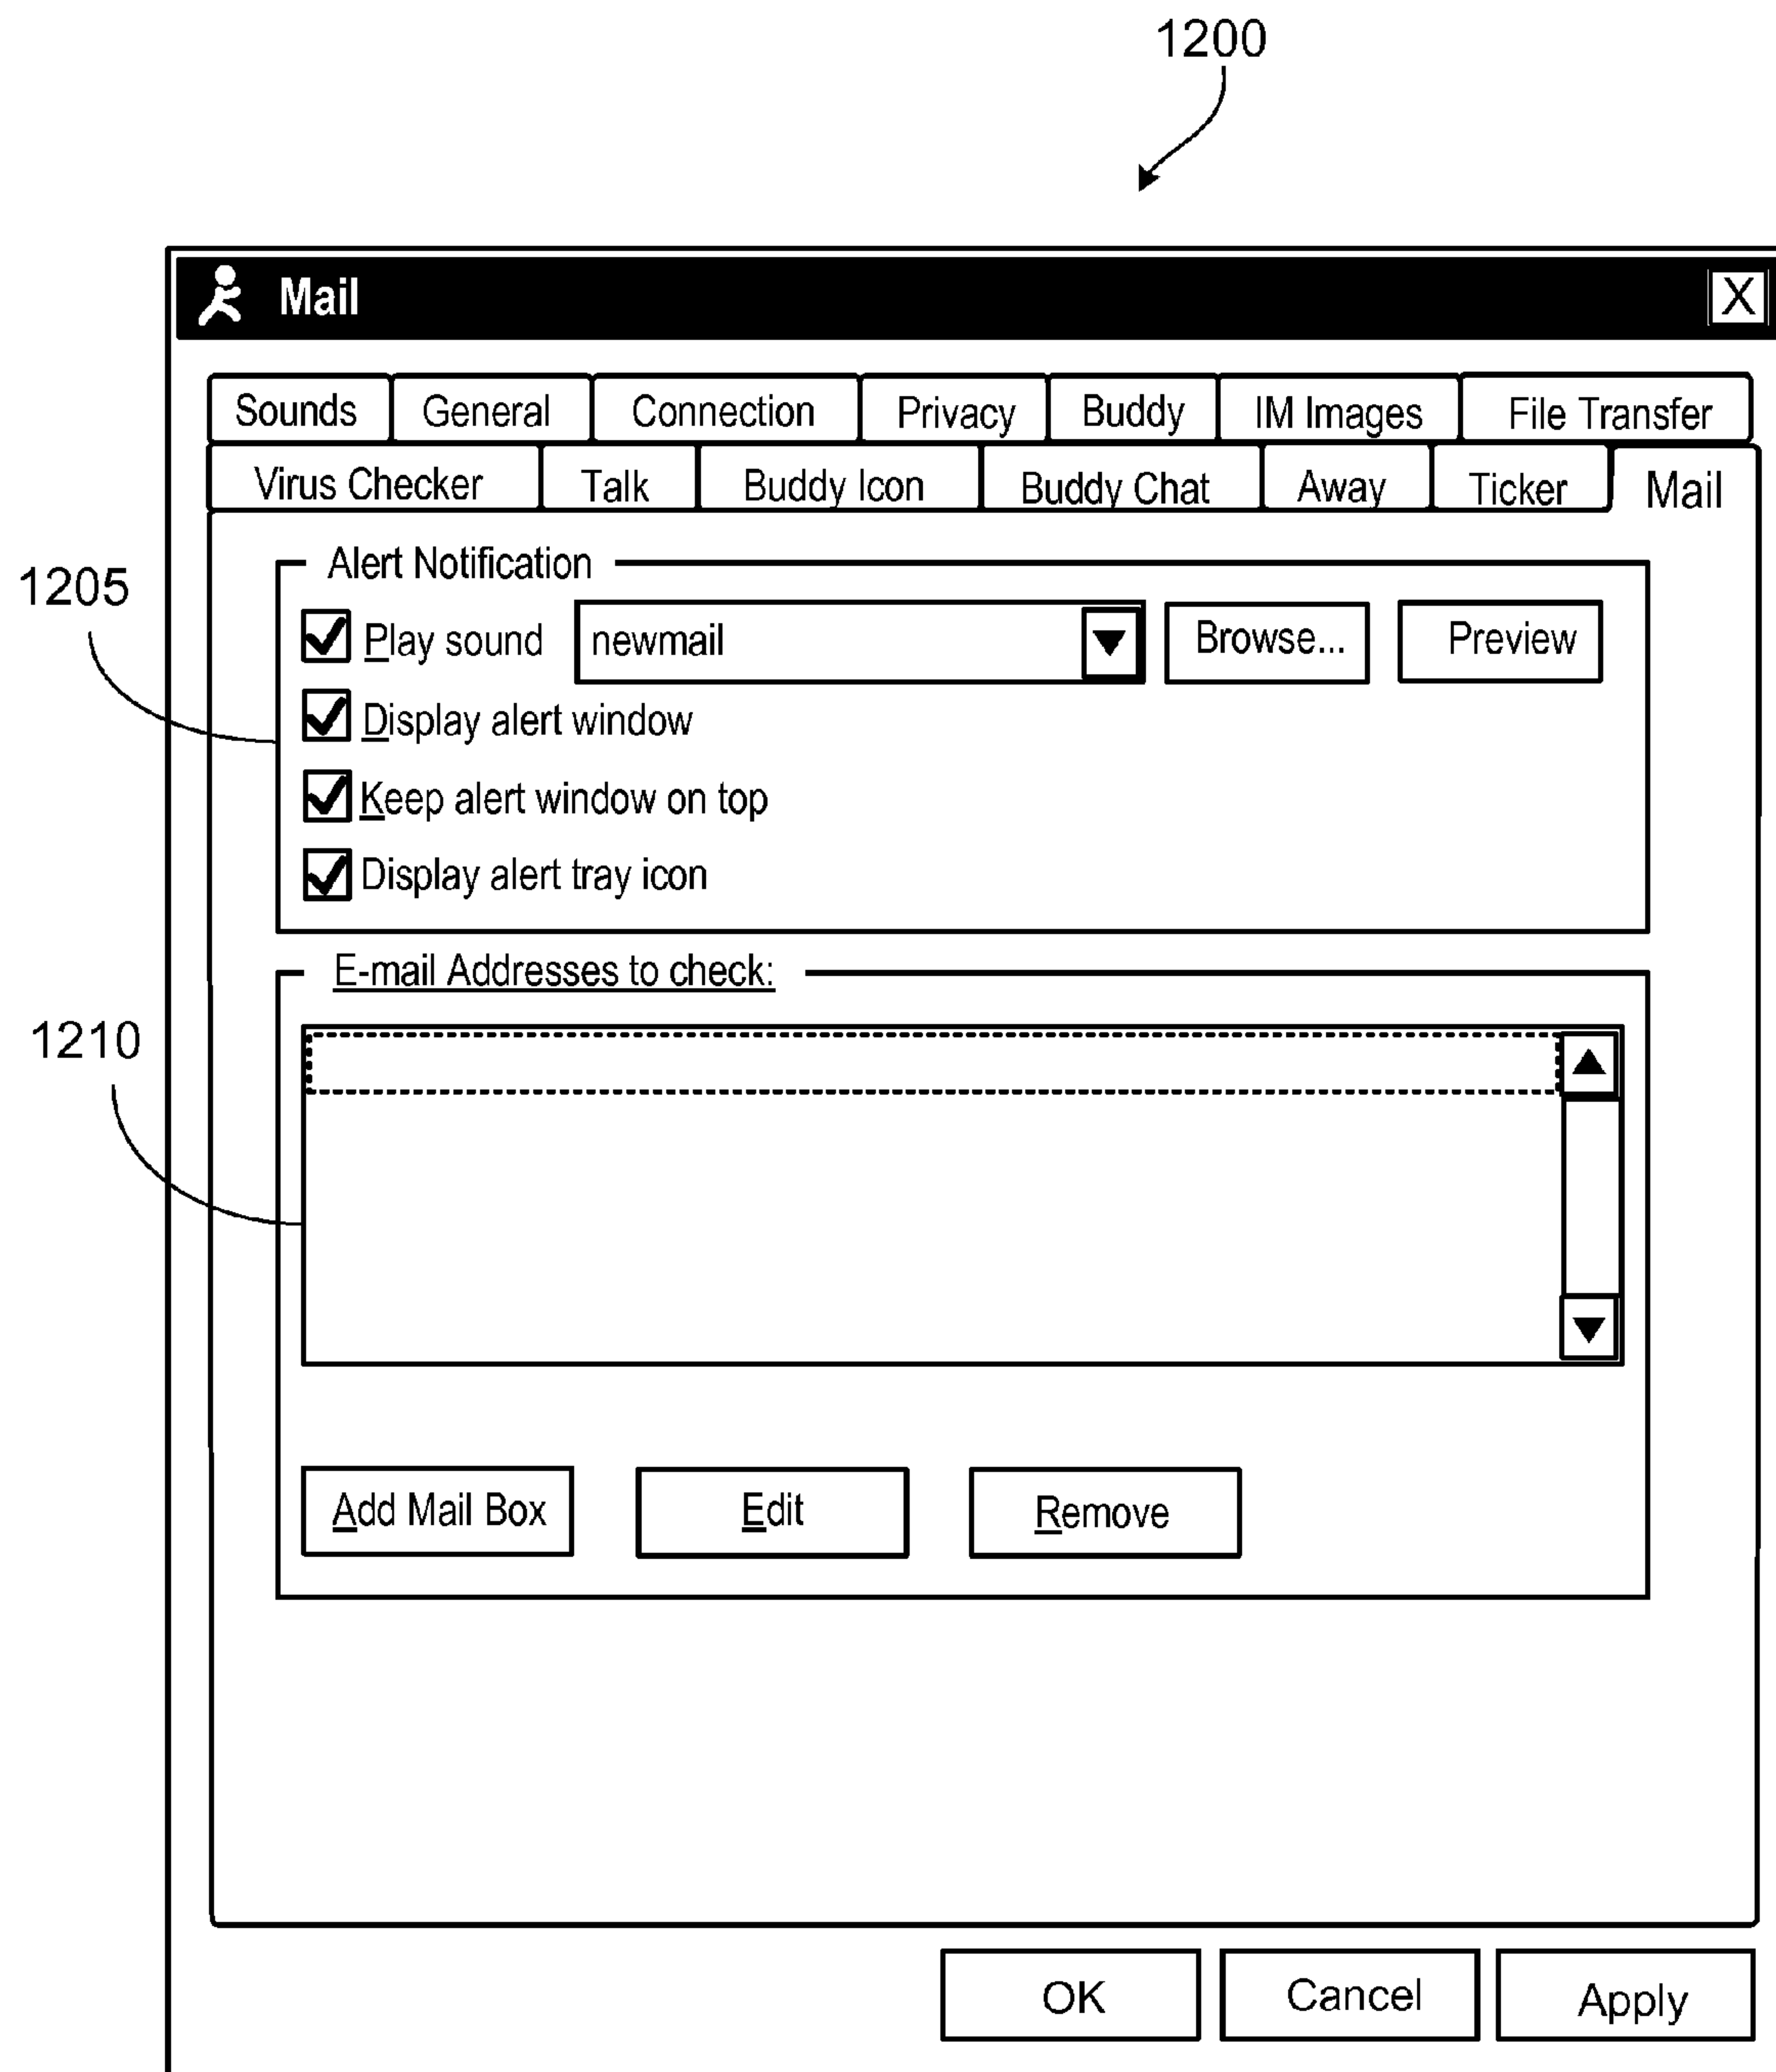 1200
Mail X
Sounds General Connection Privacy Buddy IM Images File Transfer
Virus Checker Talk Buddy Icon Buddy Chat Away Ticker Mail
Alert Notification
1205
Play sound newmail Browse... Preview
Display alert window
Keep alert window on top
Display alert tray icon
E-mail Addresses to check:
1210
Add Mail Box Edit Remove
OK Cancel Apply